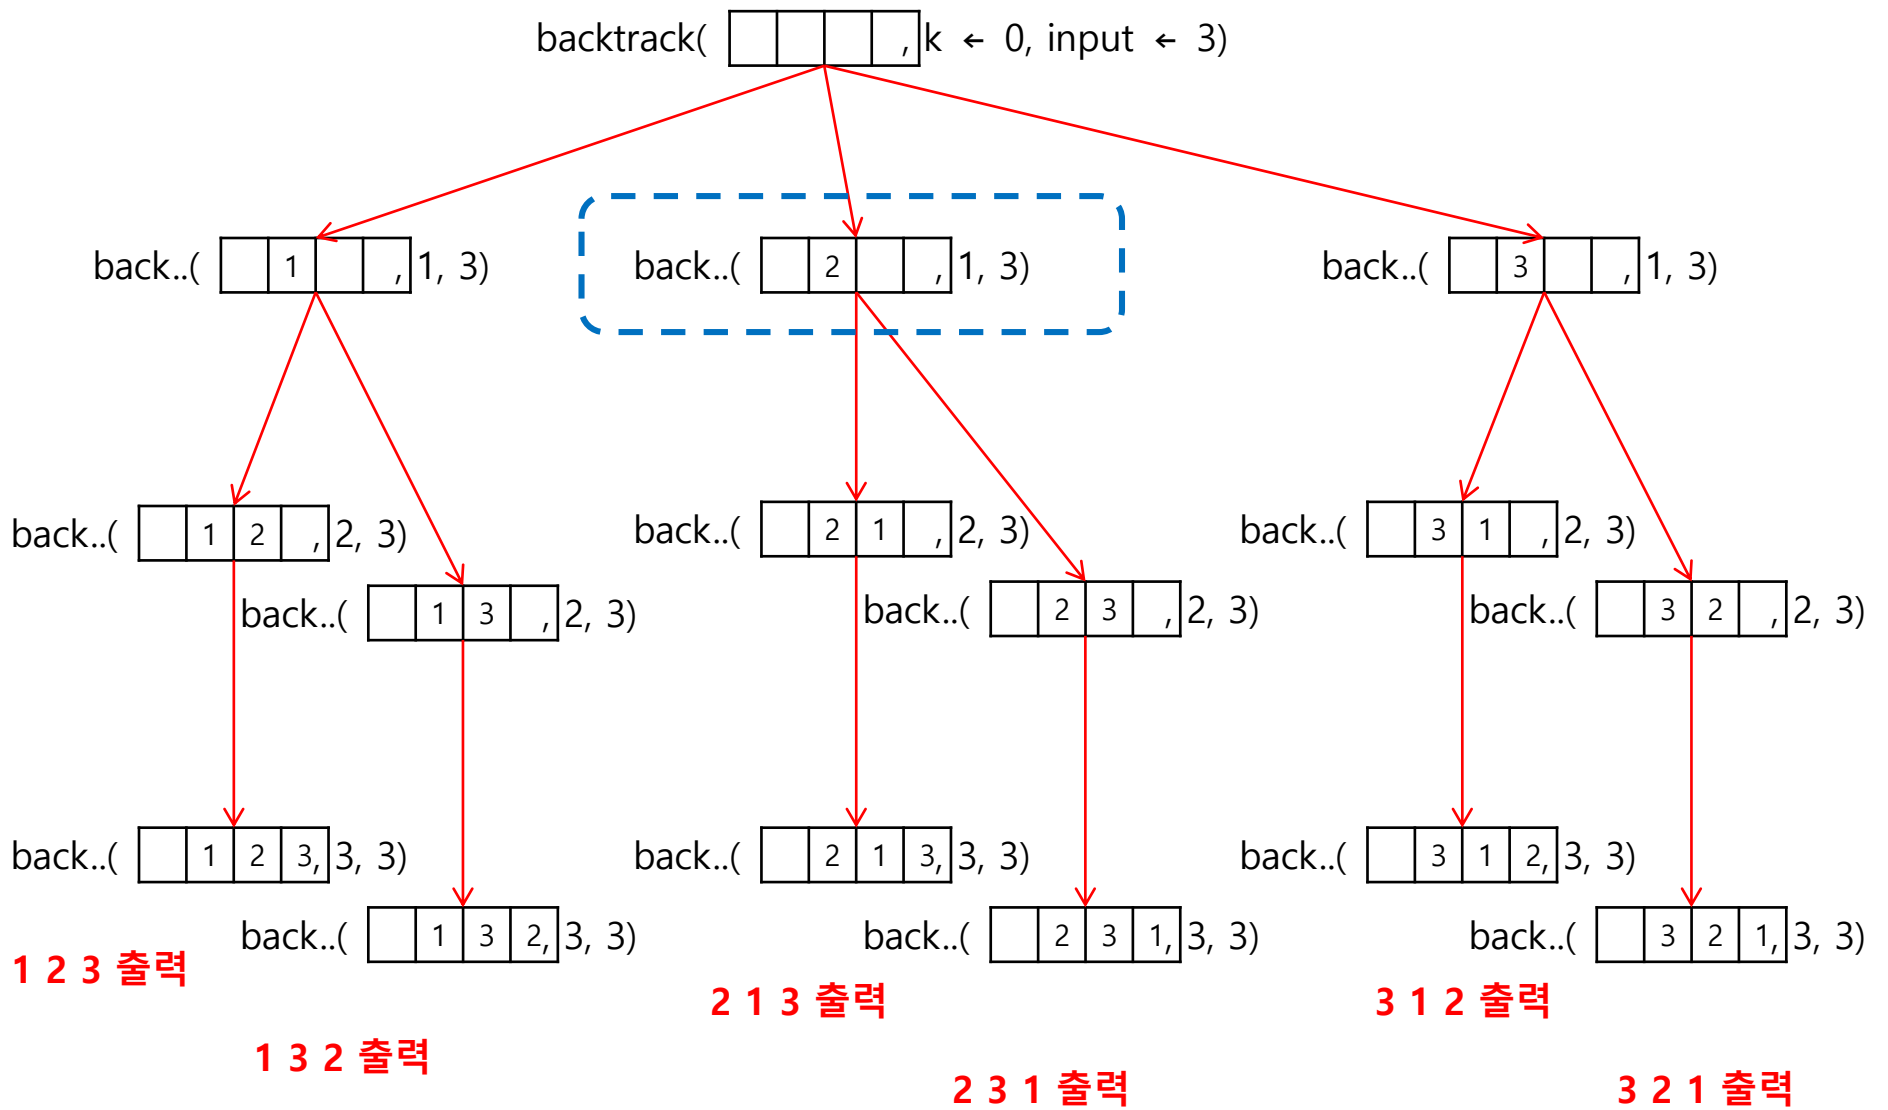 backtrack( , k ← 0, input ← 3)
back..( 1 , 1, 3)
back..( 2 , 1, 3)
back..( 3 , 1, 3)
back..( 1 2 , 2, 3)
back..( 2 1 , 2, 3)
back..( 3 1 , 2, 3)
back..( 1 3 , 2, 3)
back..( 2 3 , 2, 3)
back..( 3 2 , 2, 3)
back..( 1 2 3, 3, 3)
back..( 2 1 3, 3, 3)
back..( 3 1 2, 3, 3)
back..( 1 3 2, 3, 3)
back..( 2 3 1, 3, 3)
back..( 3 2 1, 3, 3)
1 2 3 출력
2 1 3 출력
3 1 2 출력
1 3 2 출력
2 3 1 출력
3 2 1 출력